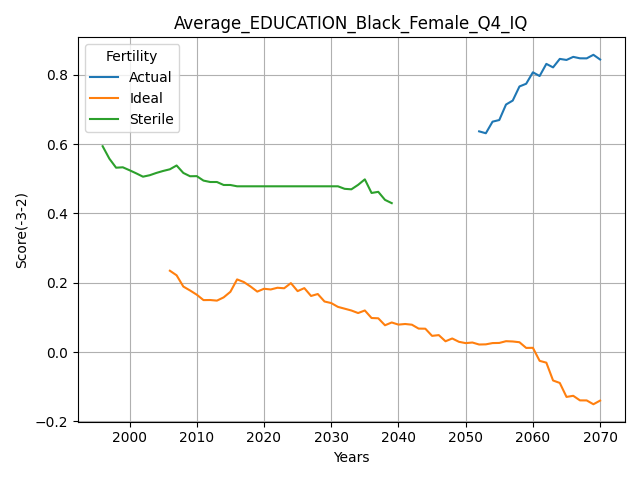 Average_EDUCATION_Black_Female_Q4_IQ
Fertility
Actual
Ideal
Sterile
Score(-3-2)
0.8
0.6
0.4
0.2
0.0
−0.2
2000 2010 2020 2030 2040 2050 2060 2070
Years